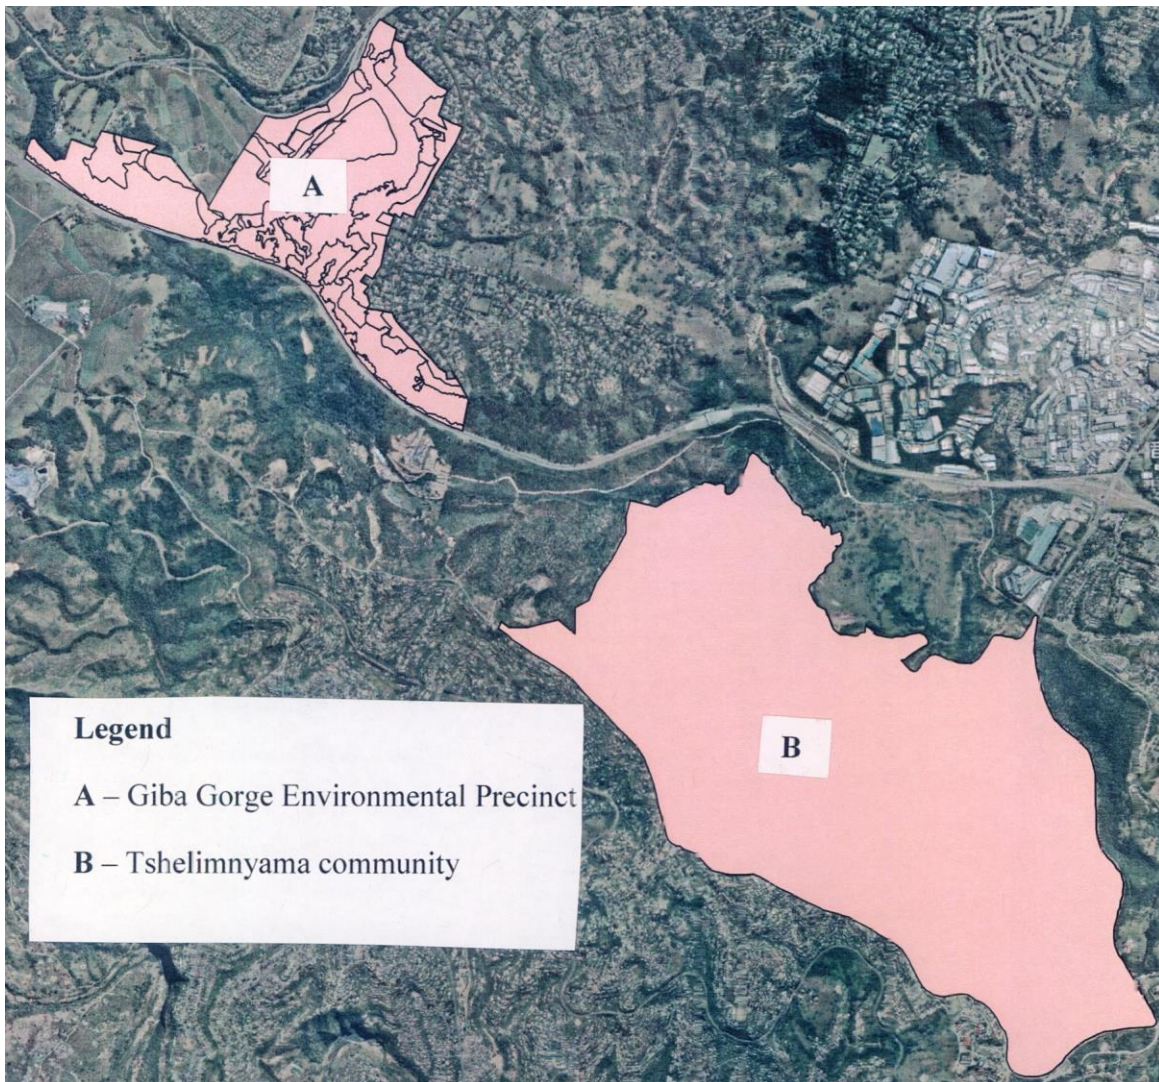 A
B
Legend
A – Giba Gorge Environmental Precinct
B – Tshelimnyama community